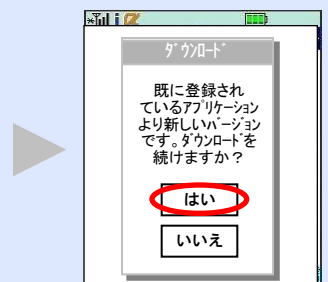 i
ﾀﾞｳﾝﾛｰﾄﾞ
既に登録され
ているｱﾌﾟﾘｹｰｼｮﾝ
より新しいﾊﾞｰｼﾞｮﾝ
です。ﾀﾞｳﾝﾛｰﾄﾞを
続けますか？
はい
いいえ